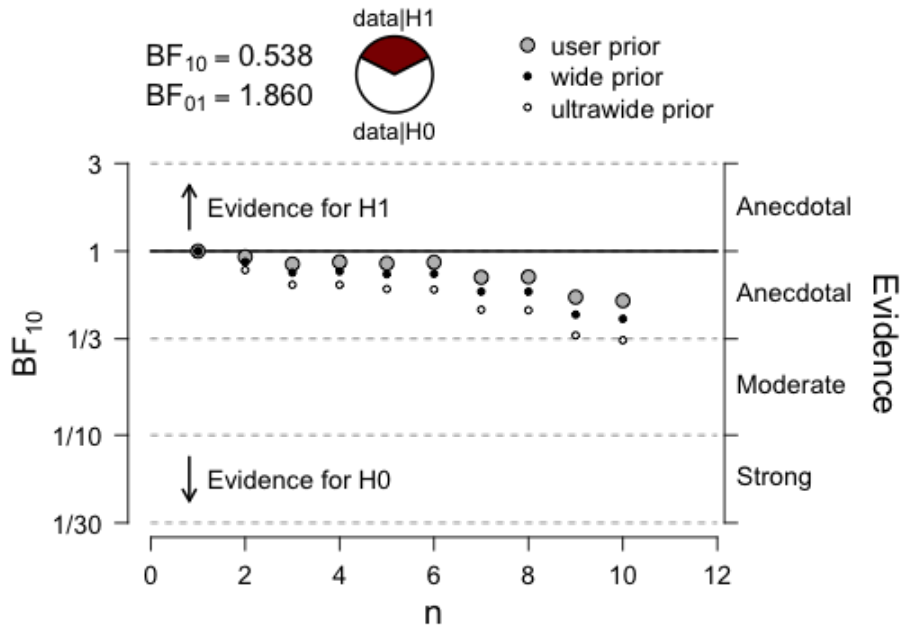 data|H1
BF10 = 0.538
BF01 = 1.860
data|H0
user prior
wide prior
ultrawide prior
3
1
1/3
1/10
1/30
BF10
Evidence for H1
Evidence for H0
Anecdotal
Anecdotal
Moderate
Strong
Evidence
0 2 4 6 8 10 12
n